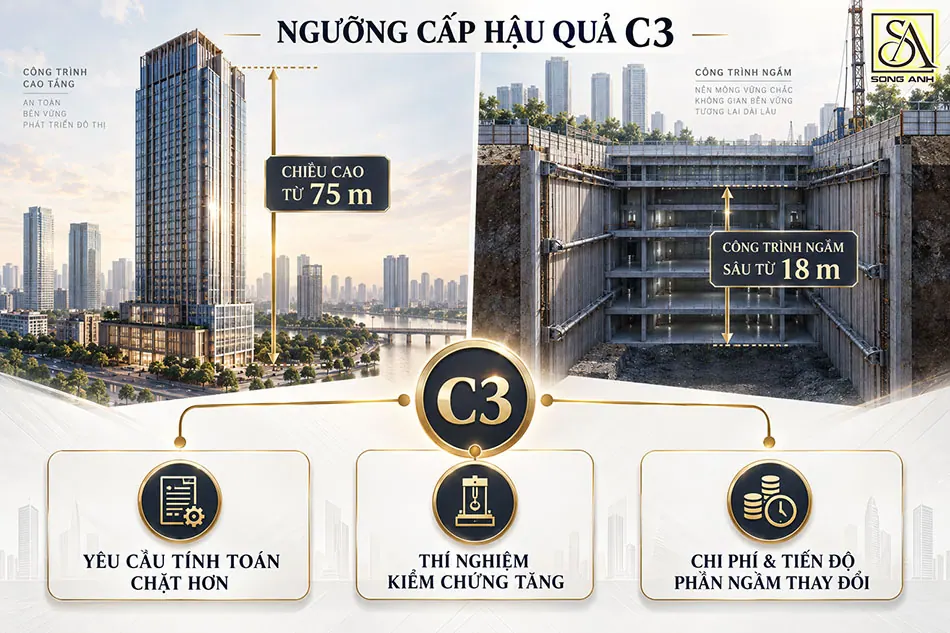 NGƯỠNG CẤP HẬU QUẢ C3
SA
SONG ANH
CÔNG TRÌNH
CAO TẦNG
AN TOÀN
BỀN VỮNG
PHÁT TRIỂN ĐÔ THỊ
CHIỀU CAO
TỪ 75 m
CÔNG TRÌNH NGẦM
NỀN MÓNG VỮNG CHẮC
KHÔNG GIAN BỀN VỮNG
TƯƠNG LAI DÀI LÂU
CÔNG TRÌNH NGẦM
SÂU TỪ 18 m
C3
YÊU CẦU TÍNH TOÁN
CHẶT HƠN
THÍ NGHIỆM
KIỂM CHỨNG TĂNG
CHI PHÍ & TIẾN ĐỘ
PHẦN NGẦM THAY ĐỔI